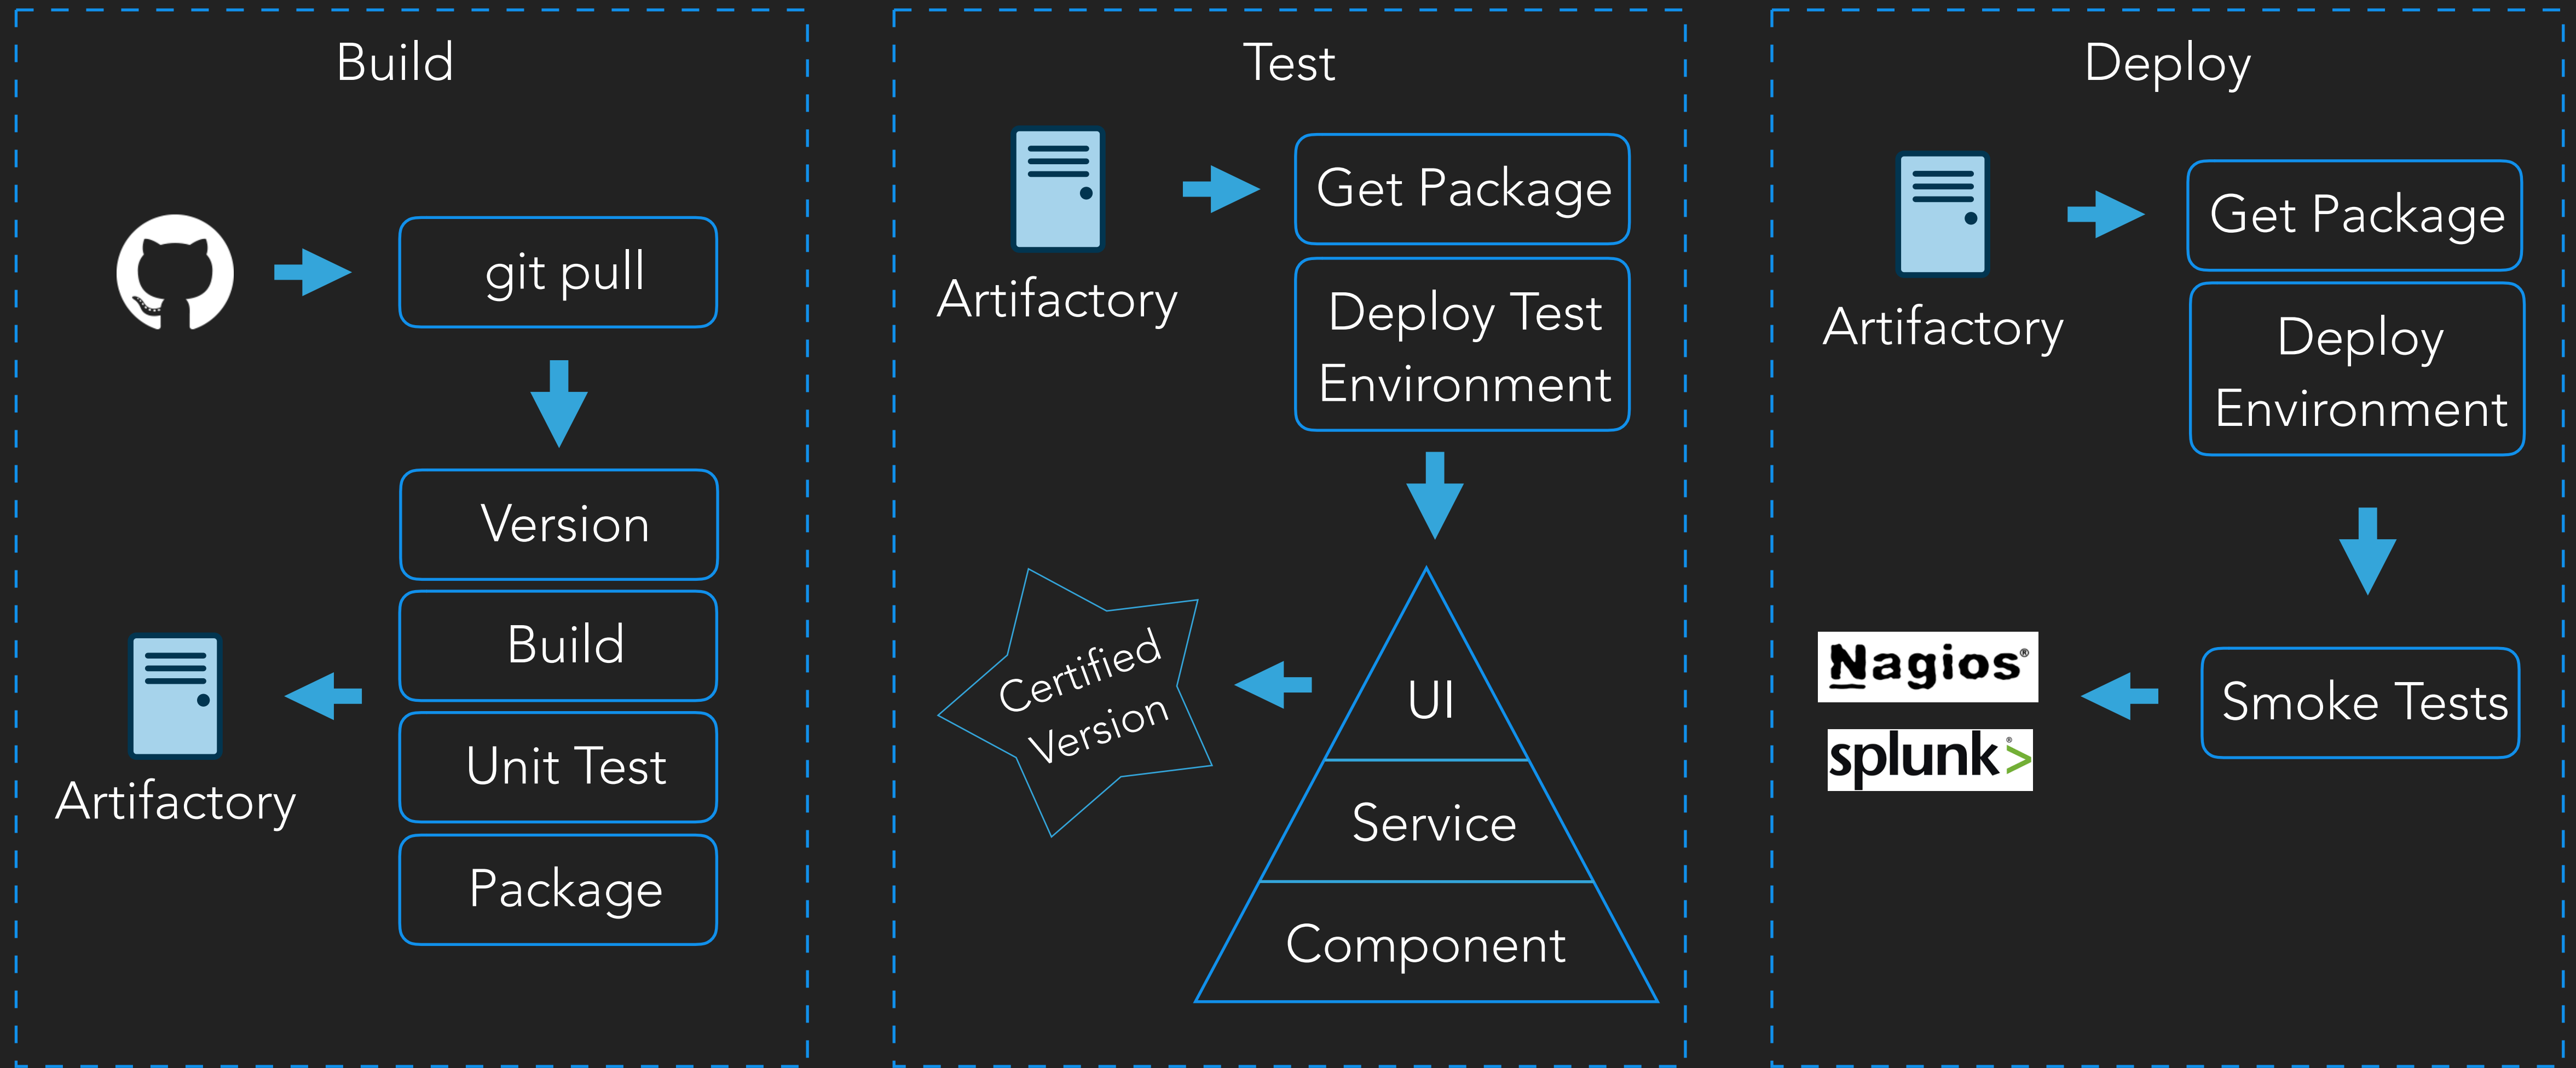 Build
git pull
Version
Build
Unit Test
Package
Artifactory
Test
Artifactory
Get Package
Deploy Test
Environment
UI
Service
Component
Certified
Version
Deploy
Artifactory
Get Package
Deploy
Environment
Smoke Tests
Nagios®
splunk>®